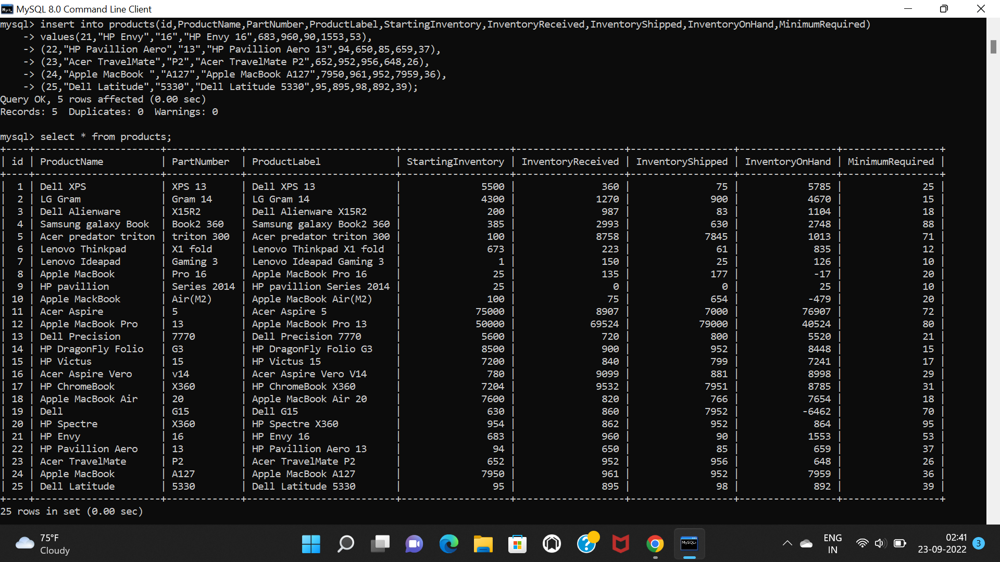 MySQL 8.0 Command Line Client
mysql> insert into products(id,ProductName,PartNumber,ProductLabel,StartingInventory,InventoryReceived,InventoryShipped,InventoryOnHand,MinimumRequired)
    -> values(21,"HP Envy","16","HP Envy 16",683,960,90,1553,53),
    -> (22,"HP Pavillion Aero","13","HP Pavillion Aero 13",94,650,85,659,37),
    -> (23,"Acer TravelMate","P2","Acer TravelMate P2",652,952,956,648,26),
    -> (24,"Apple MacBook ","A127","Apple MacBook A127",7950,961,952,7959,36),
    -> (25,"Dell Latitude","5330","Dell Latitude 5330",95,895,98,892,39);
Query OK, 5 rows affected (0.00 sec)
Records: 5  Duplicates: 0  Warnings: 0
mysql> select * from products;
| id | ProductName | PartNumber | ProductLabel | StartingInventory | InventoryReceived | InventoryShipped | InventoryOnHand | MinimumRequired |
| 1 | Dell XPS | XPS 13 | Dell XPS 13 | 5500 | 360 | 75 | 5785 | 25 |
| 2 | LG Gram | Gram 14 | LG Gram 14 | 4300 | 1270 | 900 | 4670 | 15 |
| 3 | Dell Alienware | X15R2 | Dell Alienware X15R2 | 200 | 987 | 83 | 1104 | 18 |
| 4 | Samsung galaxy Book | Book2 360 | Samsung galaxy Book2 360 | 385 | 2993 | 630 | 2748 | 88 |
| 5 | Acer predator triton | triton 300 | Acer predator triton 300 | 100 | 8758 | 7845 | 1013 | 71 |
| 6 | Lenovo Thinkpad | X1 fold | Lenovo Thinkpad X1 fold | 673 | 223 | 61 | 835 | 12 |
| 7 | Lenovo Ideapad | Gaming 3 | Lenovo Ideapad Gaming 3 | 1 | 150 | 25 | 126 | 10 |
| 8 | Apple MacBook | Pro 16 | Apple MacBook Pro 16 | 25 | 135 | 177 | -17 | 20 |
| 9 | HP pavillion | Series 2014 | HP pavillion Series 2014 | 25 | 0 | 0 | 25 | 10 |
| 10 | Apple MackBook | Air(M2) | Apple MacBook Air(M2) | 100 | 75 | 654 | -479 | 20 |
| 11 | Acer Aspire | 5 | Acer Aspire 5 | 75000 | 8907 | 7000 | 76907 | 72 |
| 12 | Apple MacBook Pro | 13 | Apple MacBook Pro 13 | 50000 | 69524 | 79000 | 40524 | 80 |
| 13 | Dell Precision | 7770 | Dell Precision 7770 | 5600 | 720 | 800 | 5520 | 21 |
| 14 | HP DragonFly Folio | G3 | HP DragonFly Folio G3 | 8500 | 900 | 952 | 8448 | 15 |
| 15 | HP Victus | 15 | HP Victus 15 | 7200 | 840 | 799 | 7241 | 17 |
| 16 | Acer Aspire Vero | v14 | Acer Aspire Vero V14 | 780 | 9099 | 881 | 8998 | 29 |
| 17 | HP ChromeBook | X360 | HP ChromeBook X360 | 7204 | 9532 | 7951 | 8785 | 31 |
| 18 | Apple MacBook Air | 20 | Apple MacBook Air 20 | 7600 | 820 | 766 | 7654 | 18 |
| 19 | Dell | G15 | Dell G15 | 630 | 860 | 7952 | -6462 | 70 |
| 20 | HP Spectre | X360 | HP Spectre X360 | 954 | 862 | 952 | 864 | 95 |
| 21 | HP Envy | 16 | HP Envy 16 | 683 | 960 | 90 | 1553 | 53 |
| 22 | HP Pavillion Aero | 13 | HP Pavillion Aero 13 | 94 | 650 | 85 | 659 | 37 |
| 23 | Acer TravelMate | P2 | Acer TravelMate P2 | 652 | 952 | 956 | 648 | 26 |
| 24 | Apple MacBook | A127 | Apple MacBook A127 | 7950 | 961 | 952 | 7959 | 36 |
| 25 | Dell Latitude | 5330 | Dell Latitude 5330 | 95 | 895 | 98 | 892 | 39 |
25 rows in set (0.00 sec)
75°F
Cloudy
MySQL>
ENG
IN
02:41
23-09-2022
3